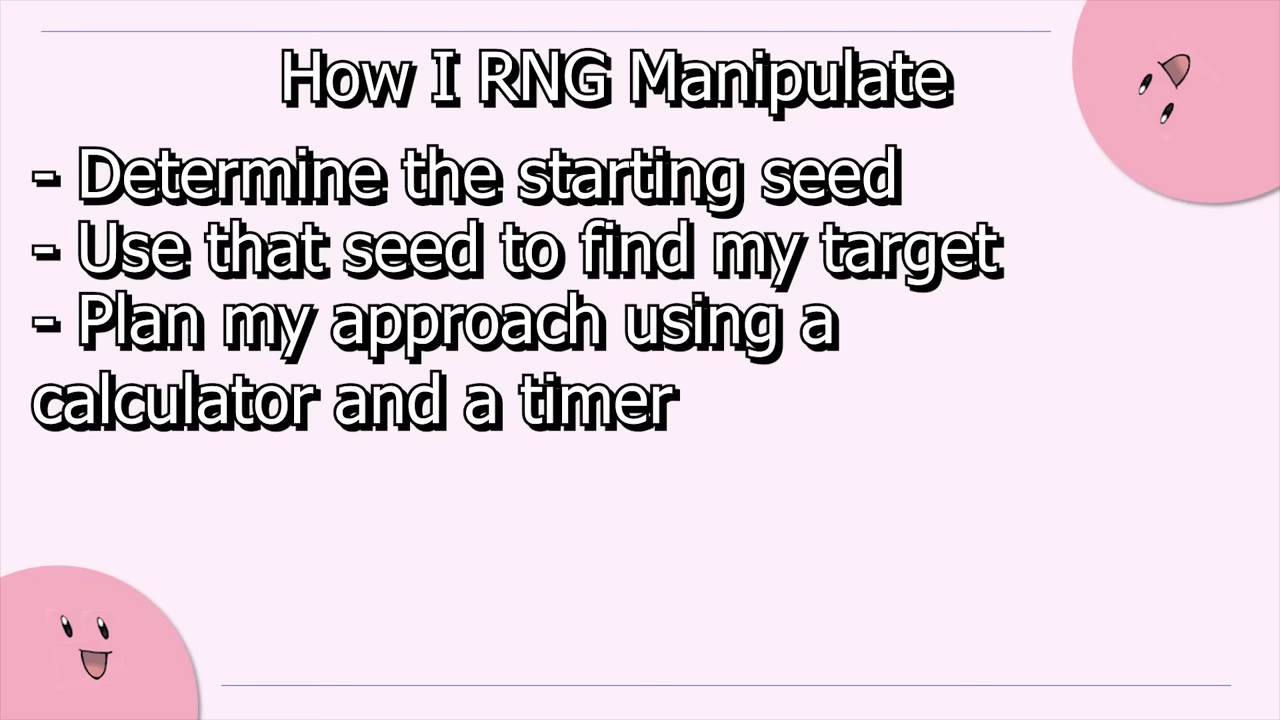 How I RNG Manipulate
- Determine the starting seed
- Use that seed to find my target
- Plan my approach using a
calculator and a timer